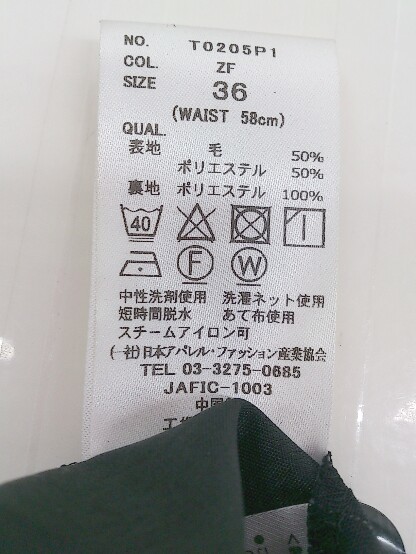 NO. T0205P1
COL. ZF
SIZE 36
(WAIST 58cm)
QUAL.
表地 毛 50%
ポリエステル 50%
裏地 ポリエステル 100%
40
F W
中性洗剤使用 洗濯ネット使用
短時間脱水 あて布使用
スチームアイロン可
(一社)日本アパレル・ファッション産業協会
TEL 03-3275-0685
JAFIC-1003
中国